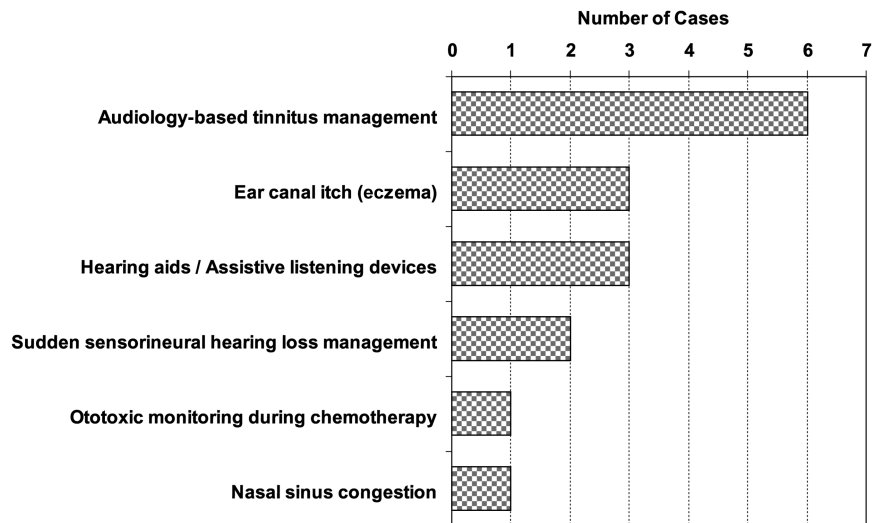 Number of Cases
0 1 2 3 4 5 6 7
Audiology-based tinnitus management
Ear canal itch (eczema)
Hearing aids / Assistive listening devices
Sudden sensorineural hearing loss management
Ototoxic monitoring during chemotherapy
Nasal sinus congestion